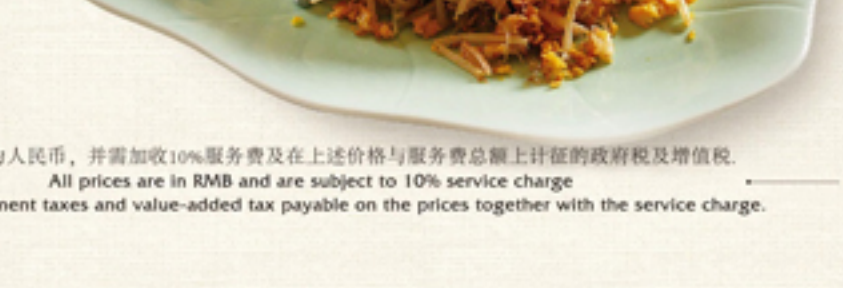 人民币，并需加收10%服务费及在上述价格与服务费总额上计征的政府税及增值税.
All prices are in RMB and are subject to 10% service charge
taxes and value-added tax payable on the prices together with the service charge.